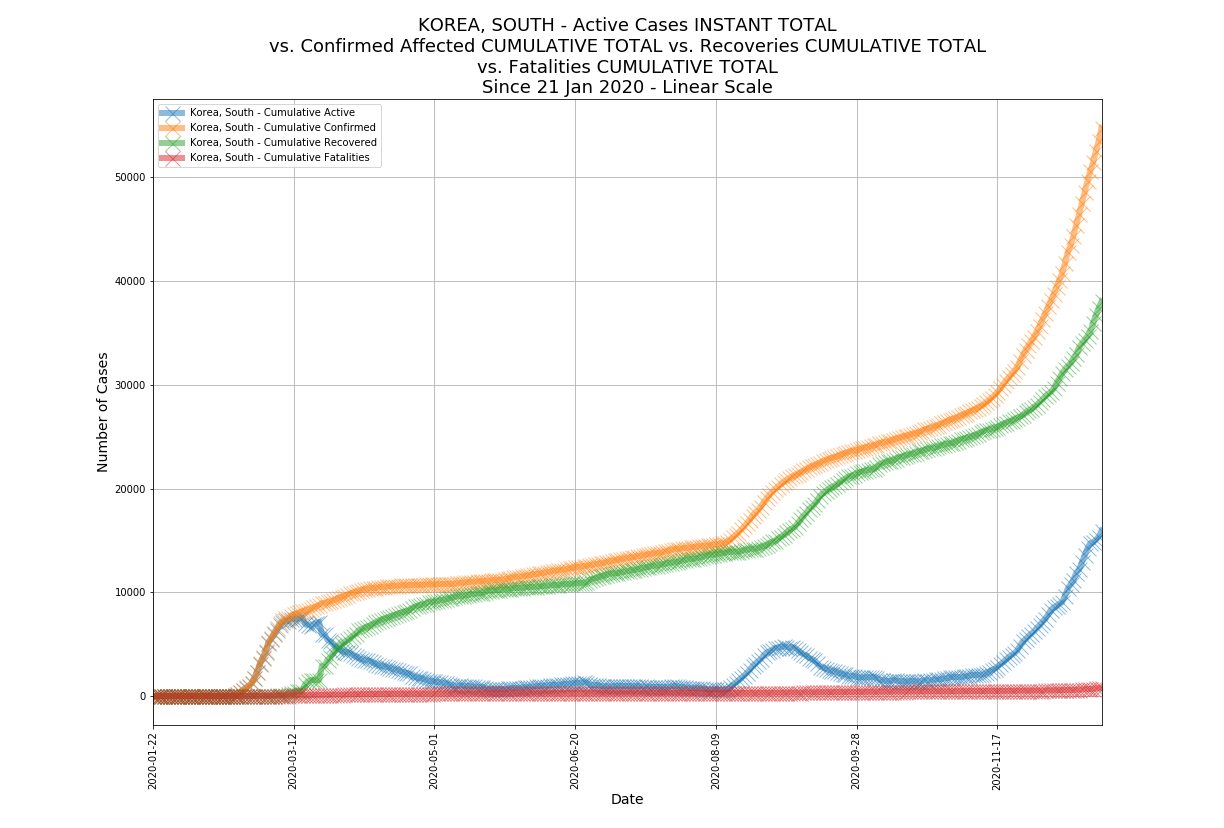 KOREA, SOUTH - Active Cases INSTANT TOTAL
vs. Confirmed Affected CUMULATIVE TOTAL vs. Recoveries CUMULATIVE TOTAL
vs. Fatalities CUMULATIVE TOTAL
Since 21 Jan 2020 - Linear Scale
Korea, South - Cumulative Active
Korea, South - Cumulative Confirmed
Korea, South - Cumulative Recovered
Korea, South - Cumulative Fatalities
Number of Cases
50000
40000
30000
20000
10000
0
2020-01-22
2020-03-12
2020-05-01
2020-06-20
2020-08-09
2020-09-28
2020-11-17
Date